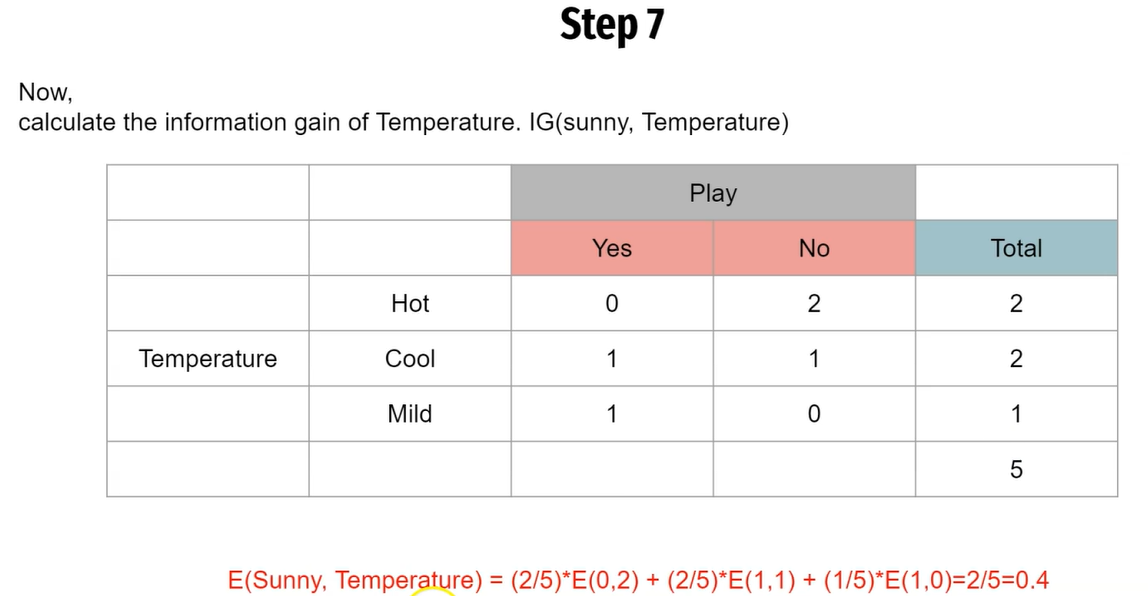 Step 7
Now,
calculate the information gain of Temperature. IG(sunny, Temperature)
Play
Yes No Total
Hot 0 2 2
Temperature Cool 1 1 2
Mild 1 0 1
5
E(Sunny, Temperature) = (2/5)*E(0,2) + (2/5)*E(1,1) + (1/5)*E(1,0)=2/5=0.4